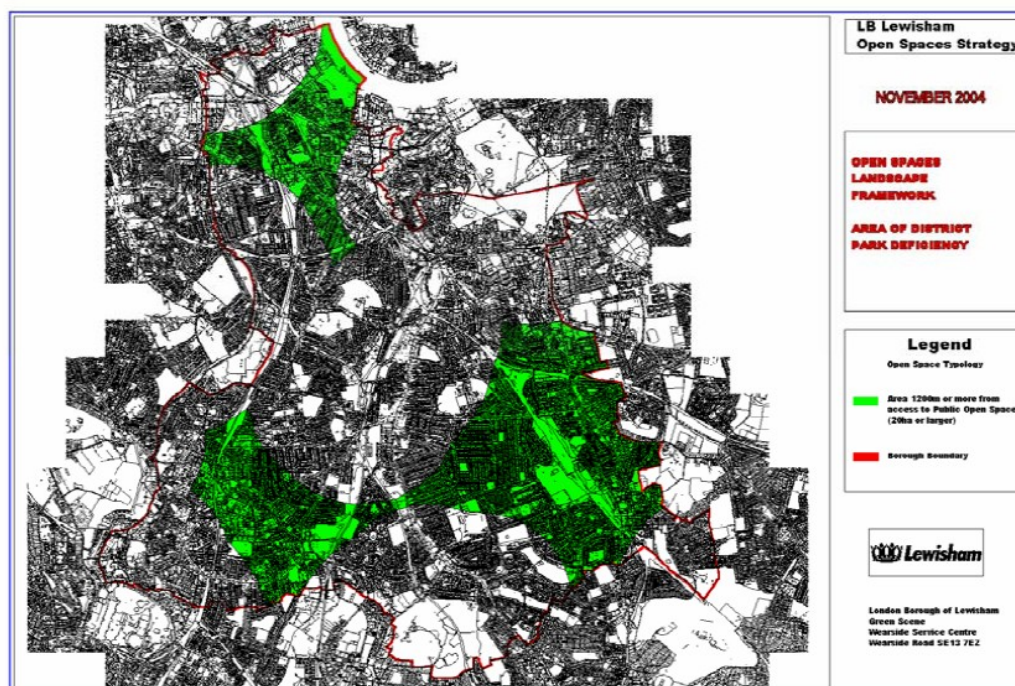 LB Lewisham
Open Spaces Strategy
NOVEMBER 2004
OPEN SPACES
LANDSCAPE
FRAMEWORK
AREA OF DISTRICT
PARK DEFICIENCY
Legend
Open Space Typology
Area 1200m or more from
access to Public Open Space
(20ha or larger)
Borough Boundary
Lewisham
London Borough of Lewisham
Green Scene
Wearside Service Centre
Wearside Road SE13 7EZ